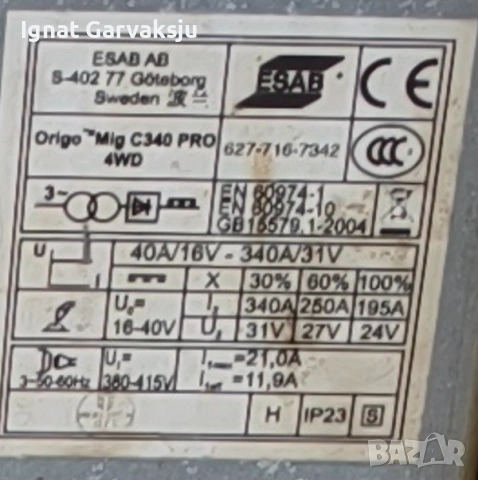 Ignat Garvaksju
ESAB AB
S-402 77 Göteborg
Sweden 波兰
ESAB
CE
Origo™Mig C340 PRO
4WD
627-716-7342
CCC
3~
EN 60974-1
EN 60974-10
GB15579.1-2004
U
I
40A/16V - 340A/31V
X 30% 60% 100%
U₀=
16-40V
I₂ 340A 250A 195A
U₂ 31V 27V 24V
3~50-60Hz
U₁=
380-415V
I₁max=21,0A
I₁eff=11,9A
H IP23 S
BAZAR